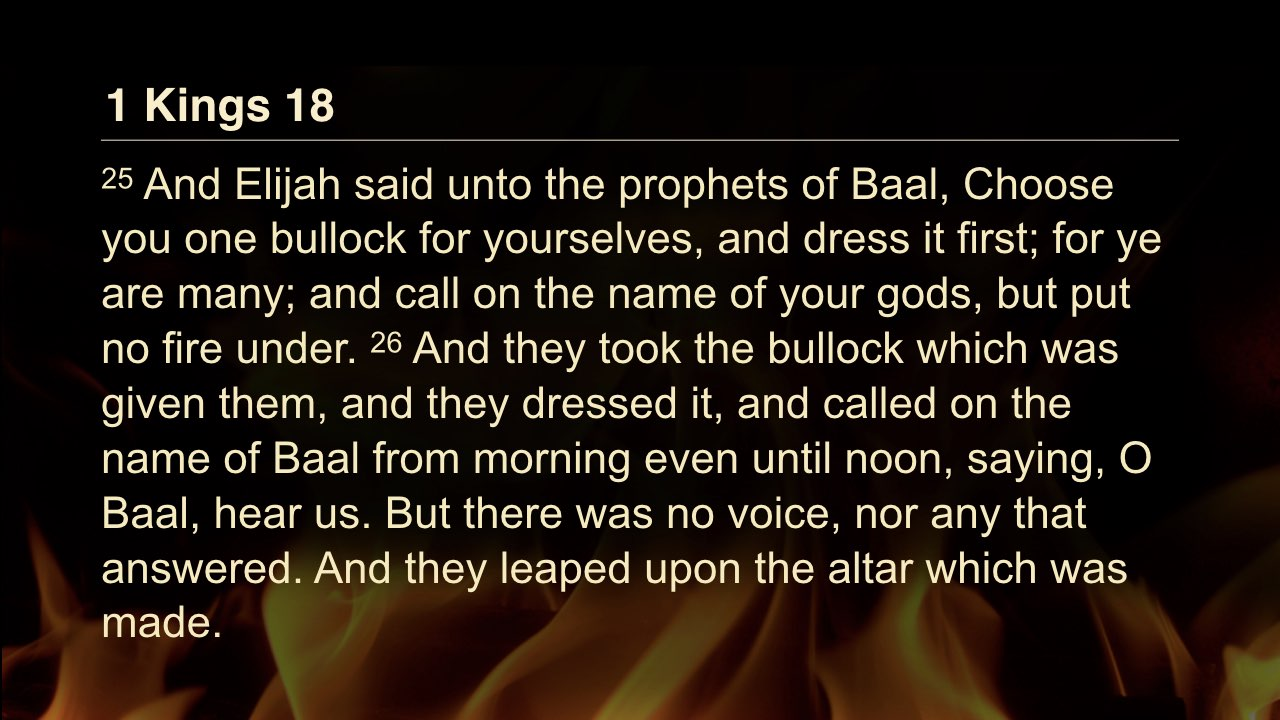 1 Kings 18
25 And Elijah said unto the prophets of Baal, Choose
you one bullock for yourselves, and dress it first; for ye
are many; and call on the name of your gods, but put
no fire under. 26 And they took the bullock which was
given them, and they dressed it, and called on the
name of Baal from morning even until noon, saying, O
Baal, hear us. But there was no voice, nor any that
answered. And they leaped upon the altar which was
made.